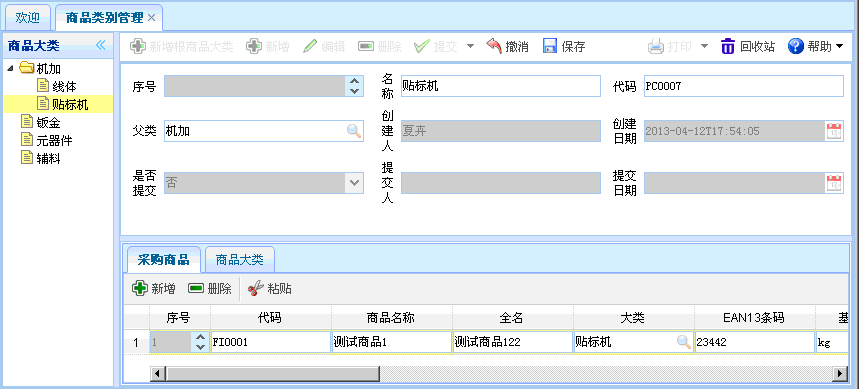 欢迎 商品类别管理
商品大类 新增根商品大类 新增 编辑 删除 提交 撤消 保存 打印 回收站 帮助
机加
线体
贴标机
钣金
元器件
辅料
序号 名称 贴标机 代码 PC0007
父类 机加 创建人 夏卉 创建日期 2013-04-12T17:54:05
是否提交 否 提交人 提交日期
采购商品 商品大类
新增 删除 粘贴
序号 代码 商品名称 全名 大类 EAN13条码 基
1 1 FI0001 测试商品1 测试商品122 贴标机 23442 kg